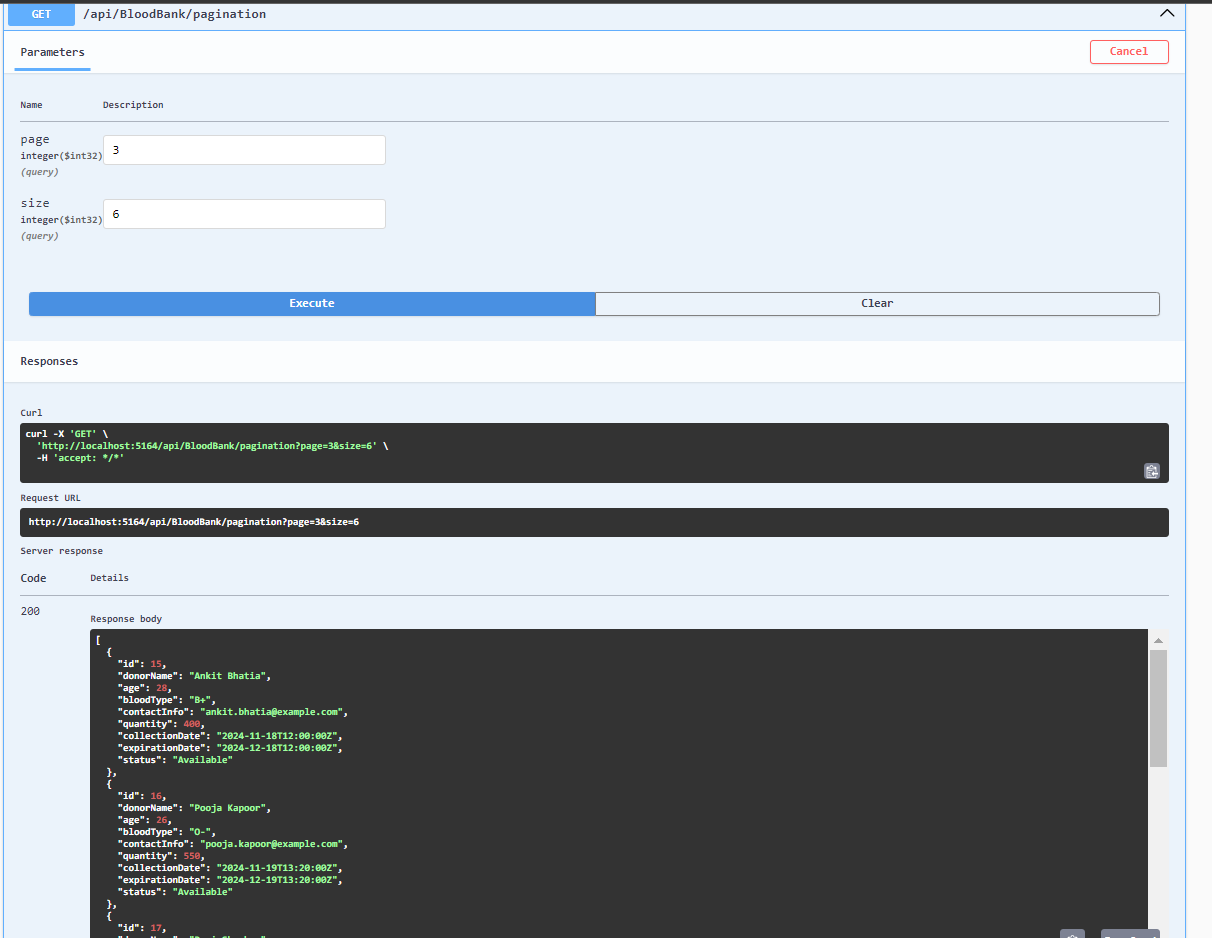 GET /api/BloodBank/pagination
Parameters
Cancel
Name Description
page
integer($int32)
(query)
3
size
integer($int32)
(query)
6
Execute Clear
Responses
Curl
curl -X 'GET' \
'http://localhost:5164/api/BloodBank/pagination?page=3&size=6' \
-H 'accept: */*'
Request URL
http://localhost:5164/api/BloodBank/pagination?page=3&size=6
Server response
Code Details
200
Response body
[
{
"id": 15,
"donorName": "Ankit Bhatia",
"age": 28,
"bloodType": "B+",
"contactInfo": "ankit.bhatia@example.com",
"quantity": 400,
"collectionDate": "2024-11-18T12:00:00Z",
"expirationDate": "2024-12-18T12:00:00Z",
"status": "Available"
},
{
"id": 16,
"donorName": "Pooja Kapoor",
"age": 26,
"bloodType": "O-",
"contactInfo": "pooja.kapoor@example.com",
"quantity": 550,
"collectionDate": "2024-11-19T13:20:00Z",
"expirationDate": "2024-12-19T13:20:00Z",
"status": "Available"
},
{
"id": 17,